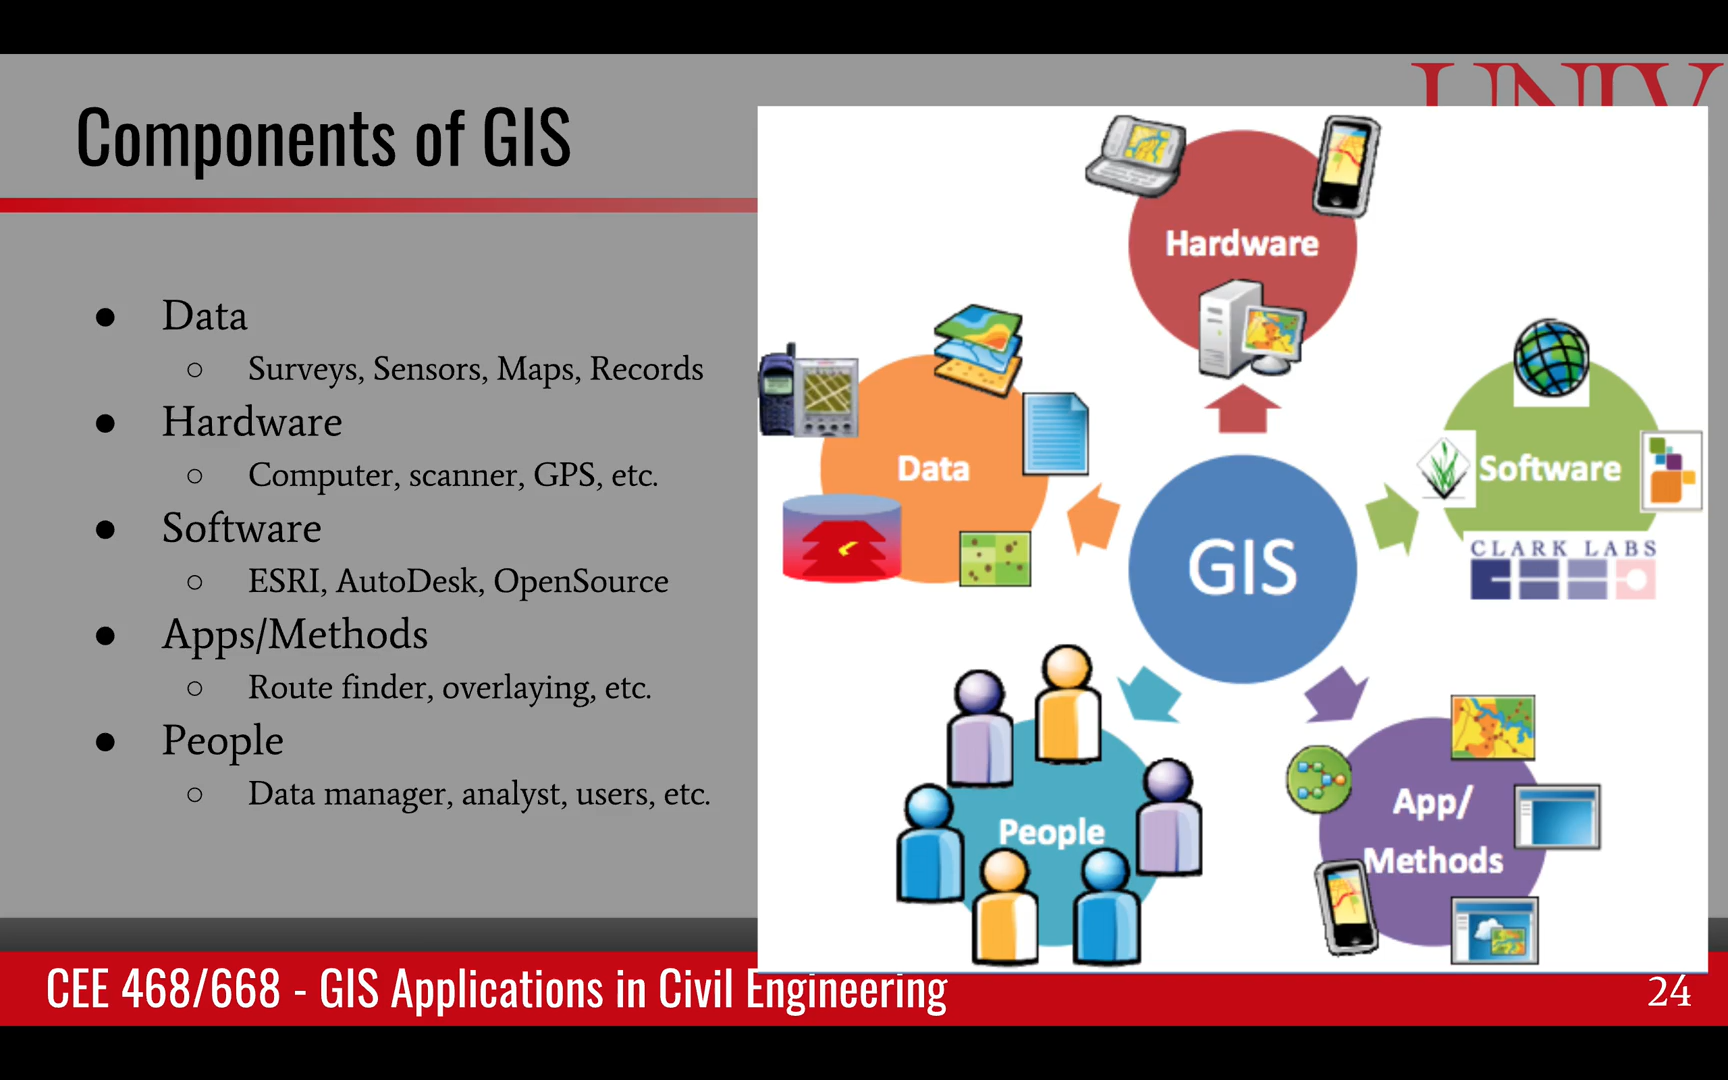 UNIV
Components of GIS
● Data
○ Surveys, Sensors, Maps, Records
● Hardware
○ Computer, scanner, GPS, etc.
● Software
○ ESRI, AutoDesk, OpenSource
● Apps/Methods
○ Route finder, overlaying, etc.
● People
○ Data manager, analyst, users, etc.
Hardware
Data
Software
CLARK LABS
GIS
People
App/
Methods
CEE 468/668 - GIS Applications in Civil Engineering
24